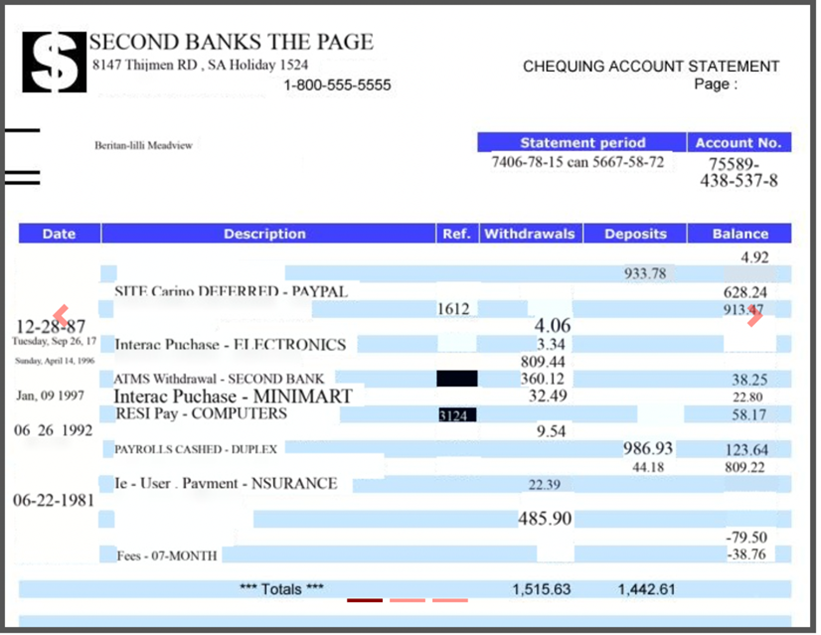 $ SECOND BANKS THE PAGE
8147 Thijmen RD , SA Holiday 1524
1-800-555-5555
CHEQUING ACCOUNT STATEMENT
Page :
Beritan-lilli Meadview
Statement period Account No.
7406-78-15 can 5667-58-72 75589-
438-537-8
Date Description Ref. Withdrawals Deposits Balance
4.92
933.78
SITE Carino DEFERRED - PAYPAL 628.24
1612 913.47
12-28-87 4.06
Tuesday, Sep 26, 17 Interac Puchase - ELECTRONICS 3.34
Sunday, April 14, 1996 809.44
ATMS Withdrawal - SECOND BANK 360.12 38.25
Jan, 09 1997 Interac Puchase - MINIMART 32.49 22.80
RESI Pay - COMPUTERS 3124 58.17
06 26 1992 9.54
PAYROLLS CASHED - DUPLEX 986.93 123.64
44.18 809.22
Ie - User . Payment - NSURANCE 22.39
06-22-1981
485.90
-79.50
Fees - 07-MONTH -38.76
*** Totals *** 1,515.63 1,442.61